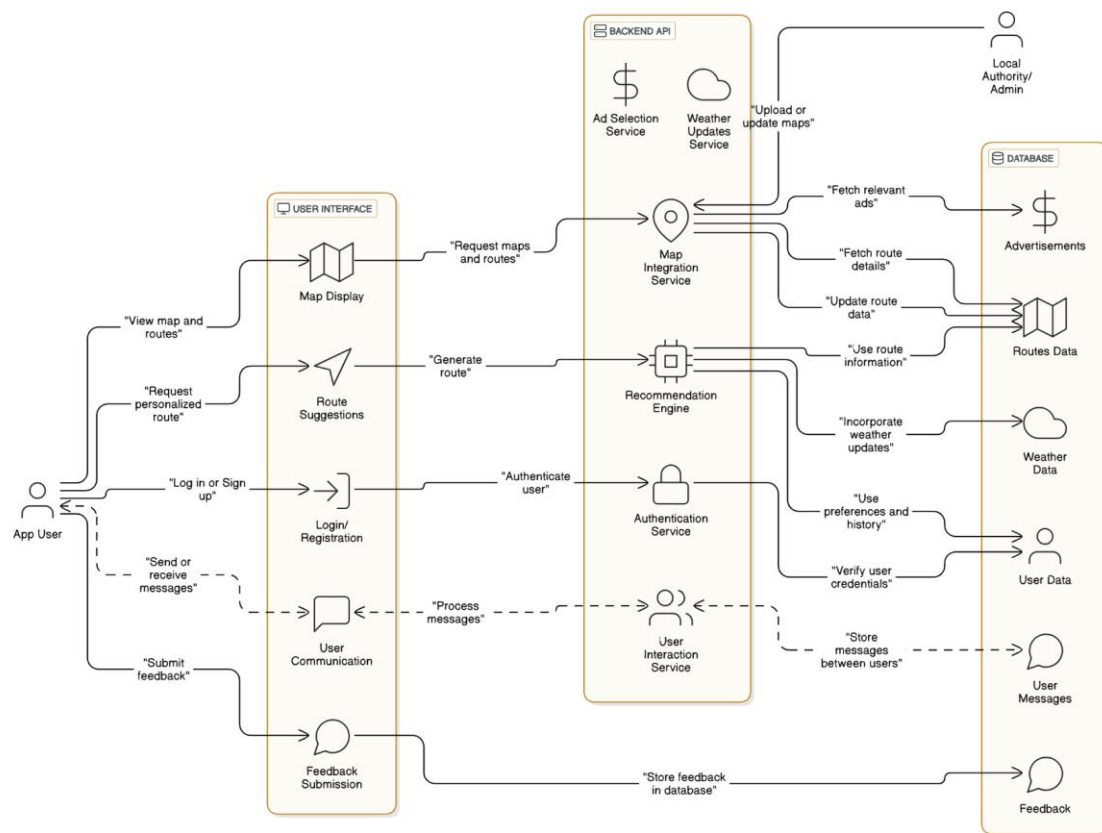 BACKEND API
Ad Selection
Service
Weather
Updates
Service
"Upload or
update maps"
Local
Authority/
Admin
DATABASE
USER INTERFACE
"Fetch relevant
ads"
Advertisements
"Request maps
and routes"
Map
Integration
Service
"Fetch route
details"
Map Display
"View map and
routes"
"Update route
data"
Routes Data
"Use route
information"
"Generate
route"
"Request
personalized
route"
Route
Suggestions
Recommendation
Engine
"Incorporate
weather
updates"
Weather
Data
"Log in or Sign
up"
"Authenticate
user"
Login/
Registration
Authentication
Service
"Use
preferences and
history"
App User
"Verify user
credentials"
User Data
"Send or
receive
messages"
"Process
messages"
User
Communication
User
Interaction
Service
"Store
messages
between users"
User
Messages
"Submit
feedback"
Feedback
Submission
"Store feedback
in database"
Feedback